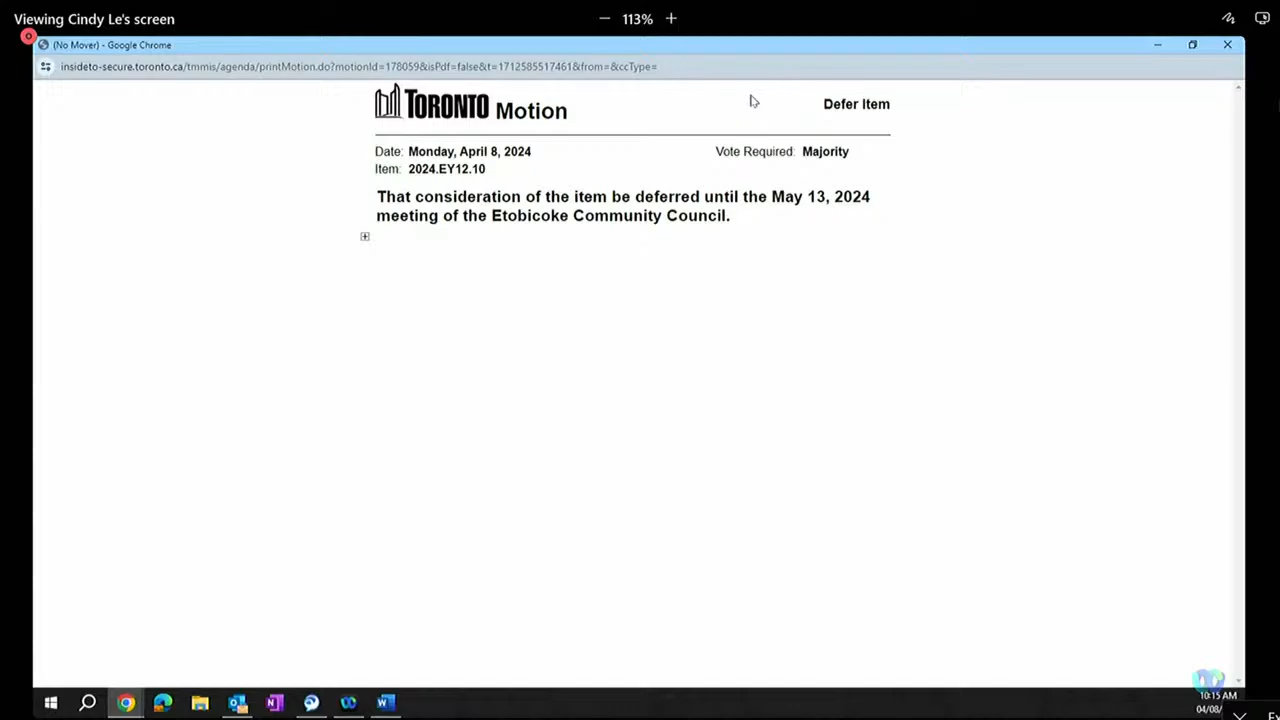 Viewing Cindy Le's screen
113%
(No Mover) - Google Chrome
insideto-secure.toronto.ca/tmmis/agenda/printMotion.do?motionId=178059&isPdf=false&t=1712585517461&from=&ccType=
TORONTO Motion
Defer Item
Date: Monday, April 8, 2024
Vote Required: Majority
Item: 2024.EY12.10
That consideration of the item be deferred until the May 13, 2024
meeting of the Etobicoke Community Council.
10:15 AM
04/08/